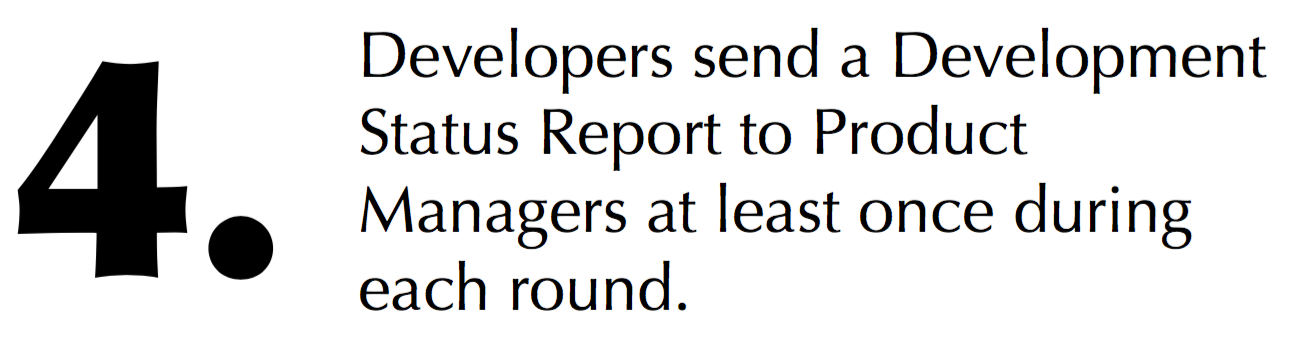 4.
Developers send a Development
Status Report to Product
Managers at least once during
each round.